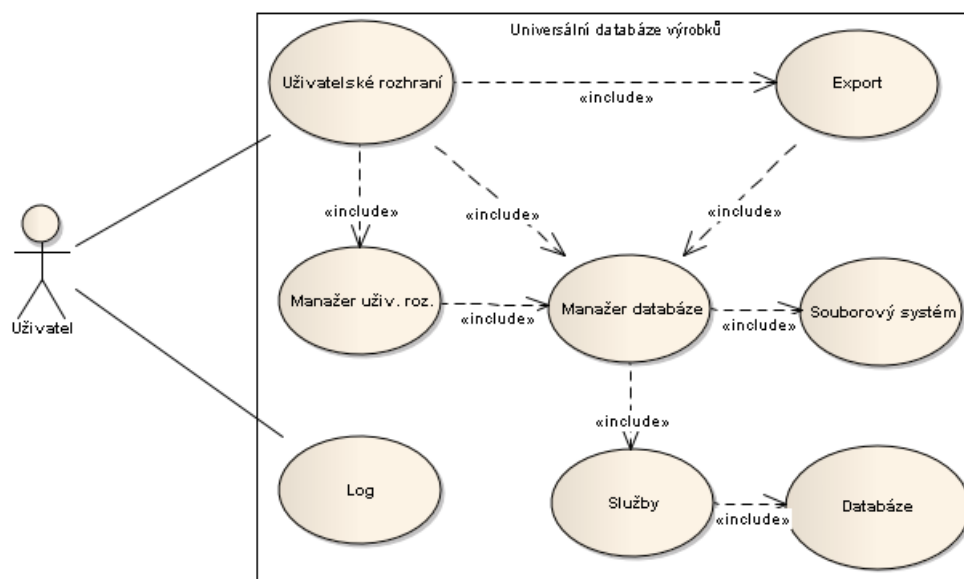 Universální databáze výrobků
Uživatelské rozhraní
Export
«include»
«include»
«include»
«include»
Uživatel
Manažer uživ. roz.
«include»
Manažer databáze
«include»
Souborový systém
«include»
Log
Služby
«include»
Databáze